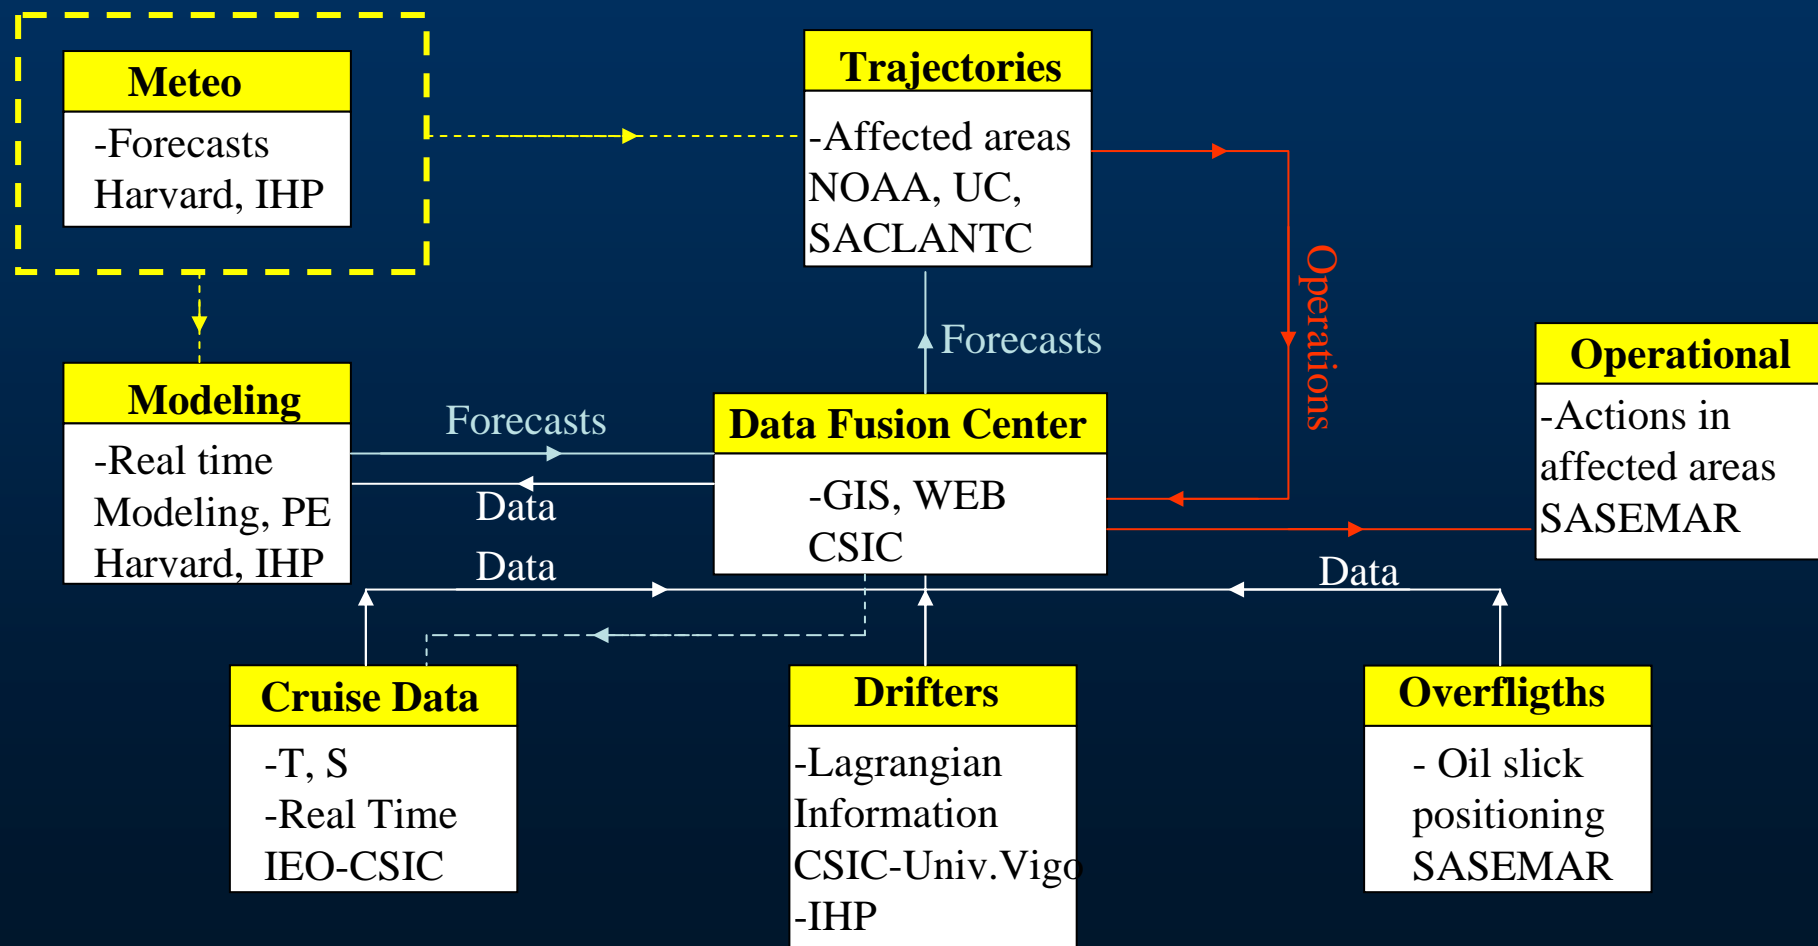 Meteo
-Forecasts
Harvard, IHP
Trajectories
-Affected areas
NOAA, UC,
SACLANTC
Operations
Forecasts
Operational
-Actions in
affected areas
SASEMAR
Modeling
-Real time
Modeling, PE
Harvard, IHP
Forecasts
Data
Data Fusion Center
-GIS, WEB
CSIC
Data
Data
Cruise Data
-T, S
-Real Time
IEO-CSIC
Drifters
-Lagrangian
Information
CSIC-Univ.Vigo
-IHP
Overfligths
- Oil slick
positioning
SASEMAR